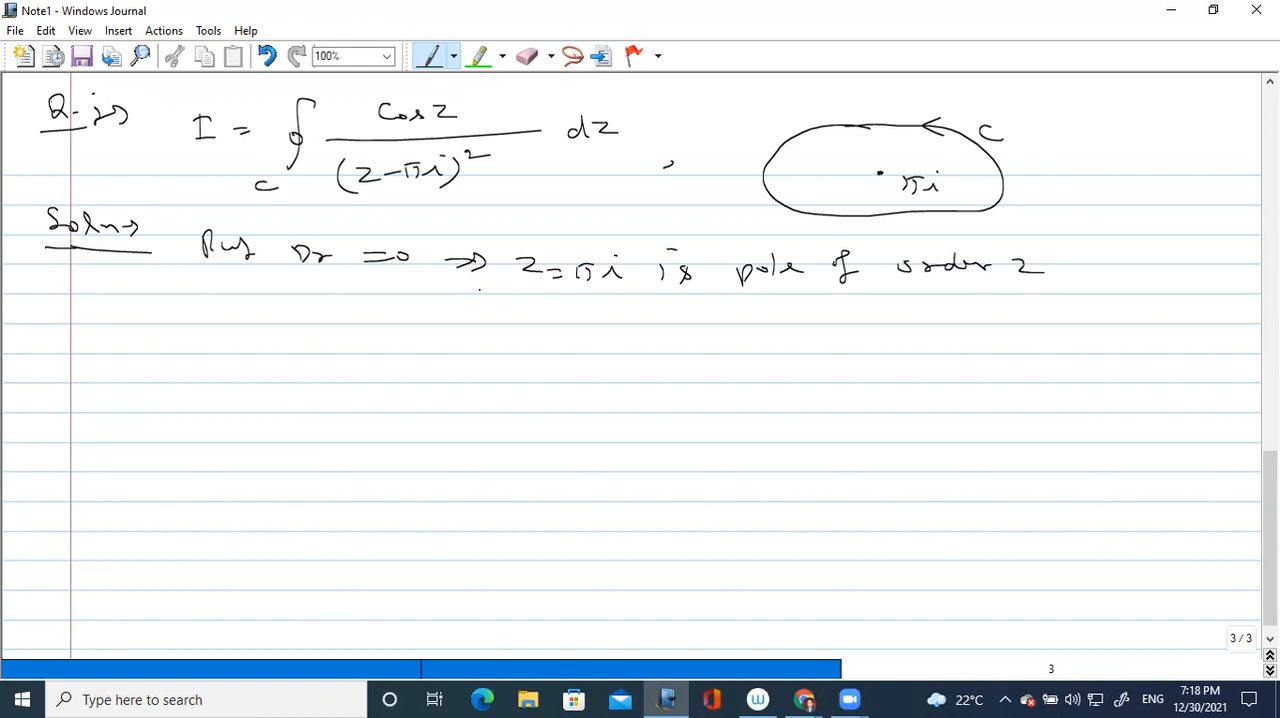 Note1 - Windows Journal
File Edit View Insert Actions Tools Help
100%
Q-is I = ∮_C Cos z / (z-πi)^2 dz , C
πi
Soln→ Put Dr =0 ⇒ z=πi is pole of order 2
3 / 3
3
Type here to search
22°C ENG 7:18 PM
12/30/2021